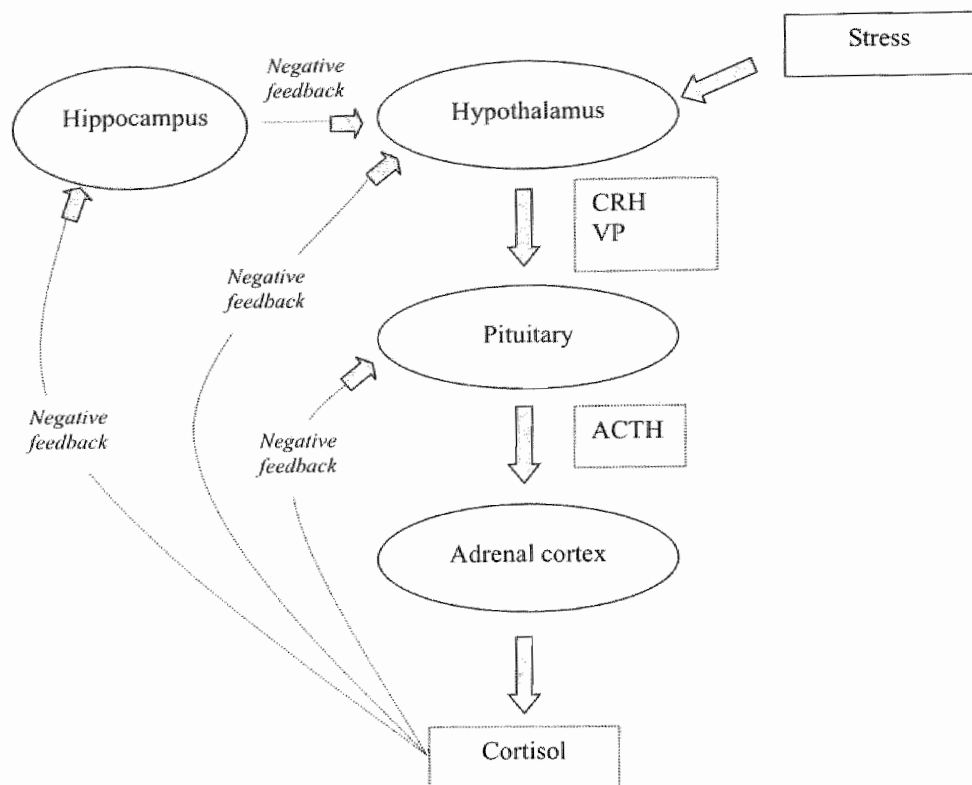 Stress
Negative
feedback
Hippocampus
Hypothalamus
CRH
VP
Negative
feedback
Pituitary
Negative
feedback
Negative
feedback
ACTH
Adrenal cortex
Cortisol